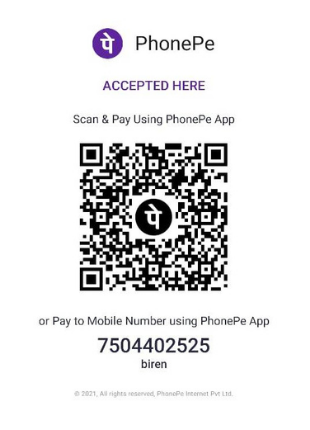 पे PhonePe
ACCEPTED HERE
Scan & Pay Using PhonePe App
पे
or Pay to Mobile Number using PhonePe App
7504402525
biren
© 2021, All rights reserved, PhonePe Internet Pvt Ltd.